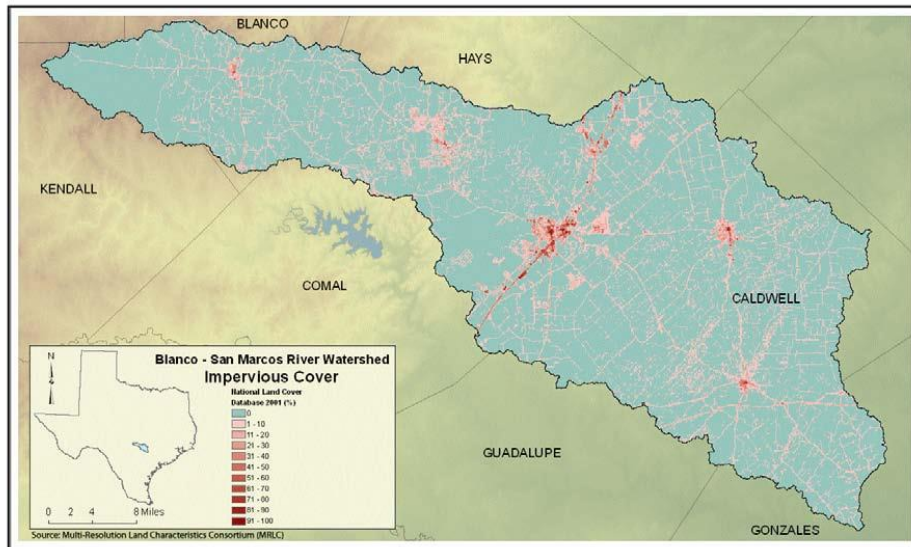 BLANCO
HAYS
KENDALL
COMAL
CALDWELL
GUADALUPE
GONZALES
Blanco - San Marcos River Watershed
Impervious Cover
National Land Cover
Database 2001 (%)
0
1 - 10
11 - 20
21 - 30
31 - 40
41 - 50
51 - 60
61 - 70
71 - 80
81 - 90
91 - 100
N
0 2 4 8 Miles
Source: Multi-Resolution Land Characteristics Consortium (MRLC)